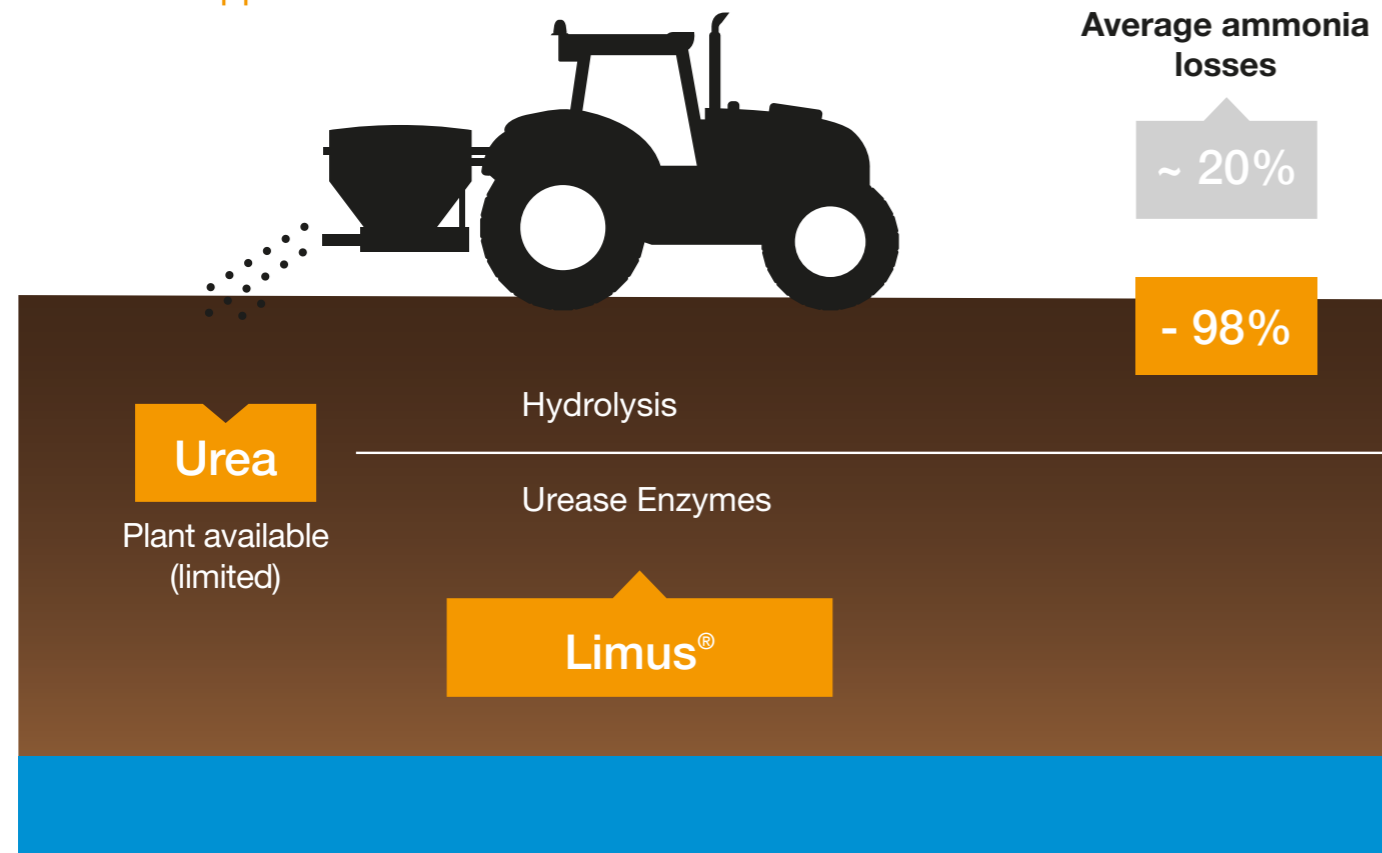 Average ammonia
losses
~ 20%
- 98%
Hydrolysis
Urea
Urease Enzymes
Plant available
(limited)
Limus®